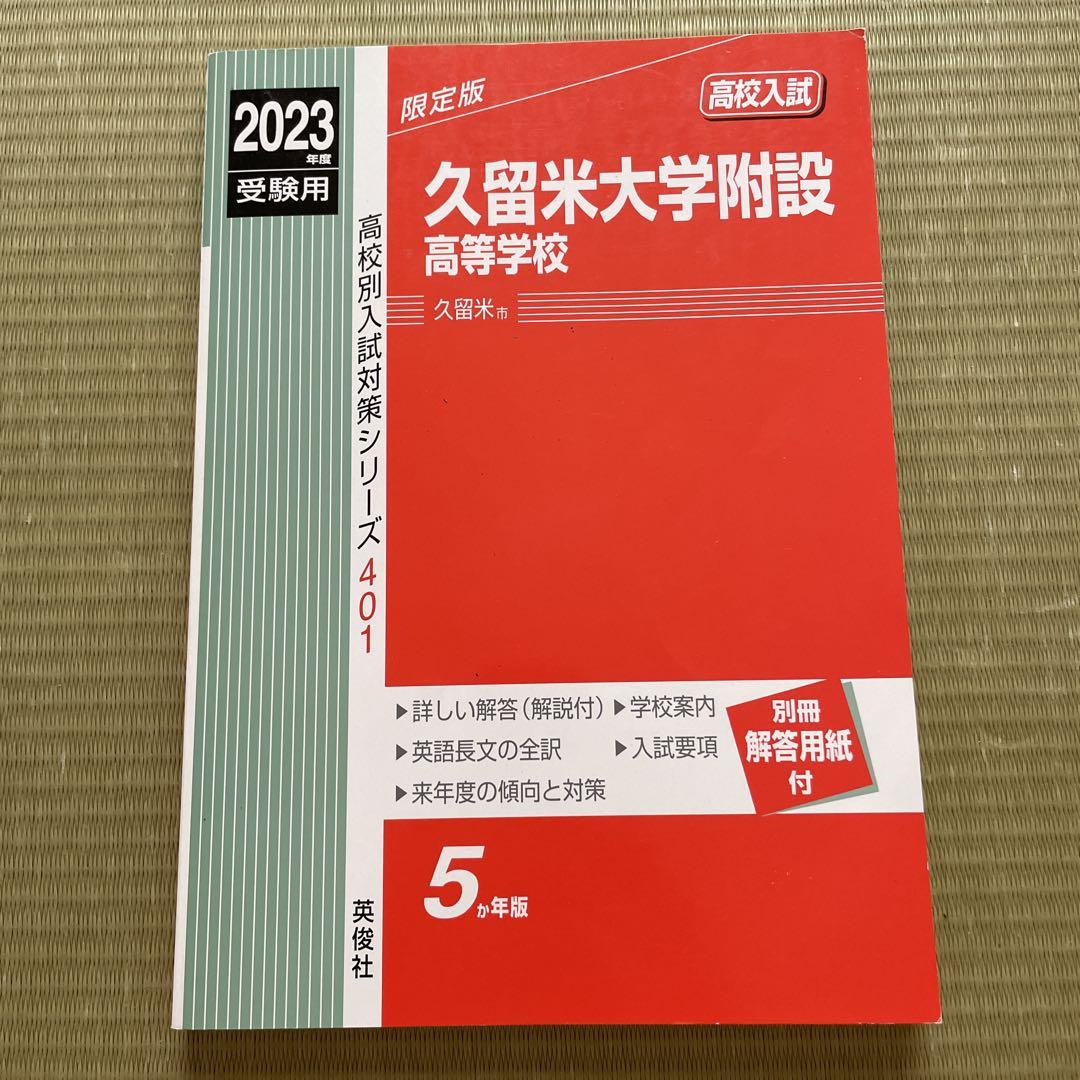 2023
年度
受験用
高校別入試対策シリーズ401
英俊社
限定版
高校入試
久留米大学附設
高等学校
久留米市
▶詳しい解答(解説付)
▶学校案内
▶英語長文の全訳
▶入試要項
▶来年度の傾向と対策
別冊
解答用紙
付
5か年版